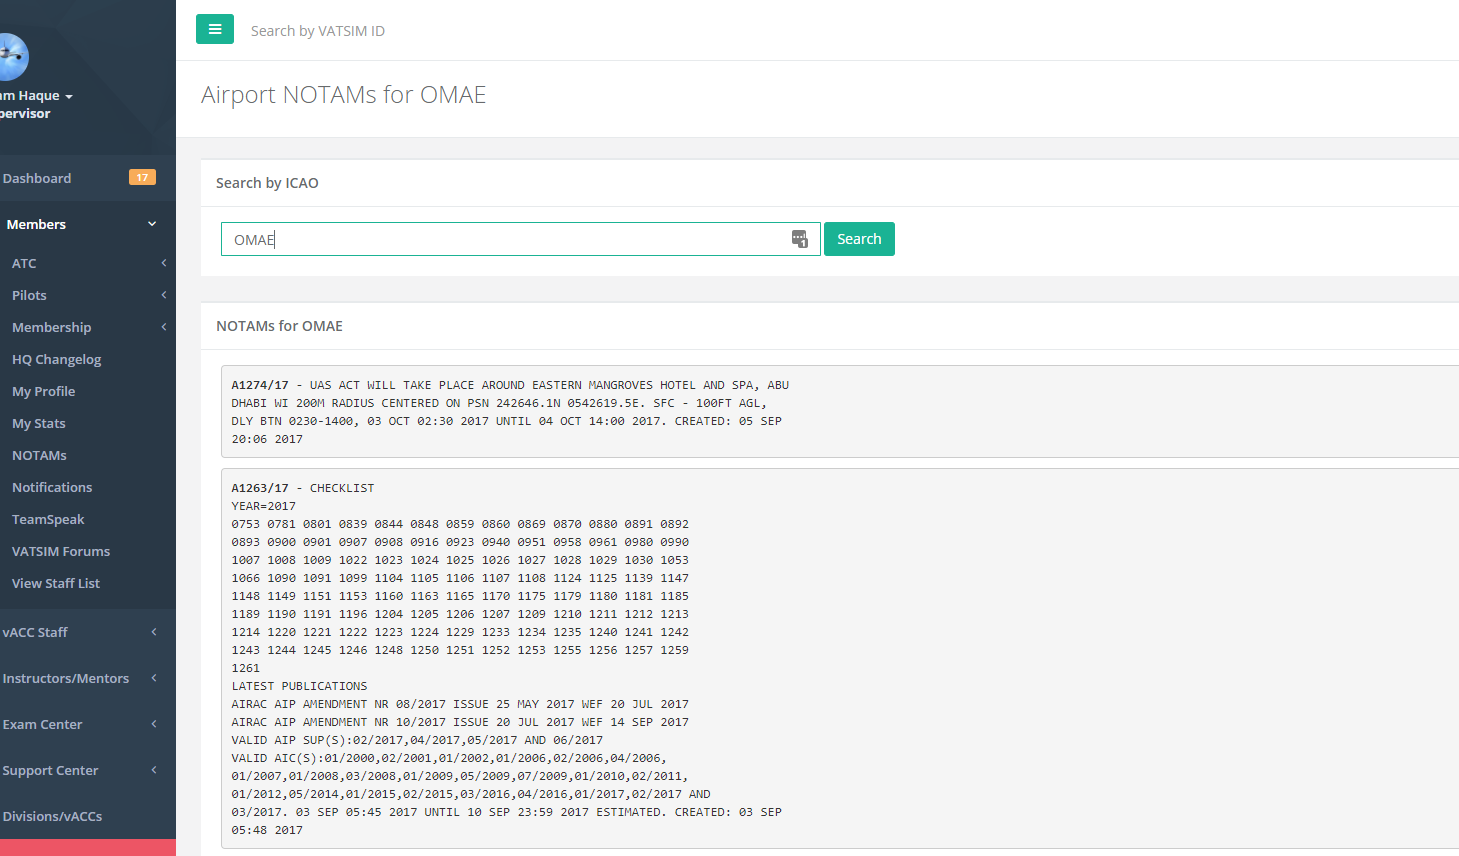 Search by VATSIM ID
Airport NOTAMs for OMAE
Haque
Dashboard 17
Members
ATC
Pilots
Membership
HQ Changelog
My Profile
My Stats
NOTAMs
Notifications
TeamSpeak
VATSIM Forums
View Staff List
vACC Staff
Instructors/Mentors
Exam Center
Support Center
Divisions/vACCs
Search by ICAO
OMAE 1 Search
NOTAMs for OMAE
A1274/17 - UAS ACT WILL TAKE PLACE AROUND EASTERN MANGROVES HOTEL AND SPA, ABU
DHABI WI 200M RADIUS CENTERED ON PSN 242646.1N 0542619.5E. SFC - 100FT AGL,
DLY BTN 0230-1400, 03 OCT 02:30 2017 UNTIL 04 OCT 14:00 2017. CREATED: 05 SEP
20:06 2017
A1263/17 - CHECKLIST
YEAR=2017
0753 0781 0801 0839 0844 0848 0859 0860 0869 0870 0880 0891 0892
0893 0900 0901 0907 0908 0916 0923 0940 0951 0958 0961 0980 0990
1007 1008 1009 1022 1023 1024 1025 1026 1027 1028 1029 1030 1053
1066 1090 1091 1099 1104 1105 1106 1107 1108 1124 1125 1139 1147
1148 1149 1151 1153 1160 1163 1165 1170 1175 1179 1180 1181 1185
1189 1190 1191 1196 1204 1205 1206 1207 1209 1210 1211 1212 1213
1214 1220 1221 1222 1223 1224 1229 1233 1234 1235 1240 1241 1242
1243 1244 1245 1246 1248 1250 1251 1252 1253 1255 1256 1257 1259
1261
LATEST PUBLICATIONS
AIRAC AIP AMENDMENT NR 08/2017 ISSUE 25 MAY 2017 WEF 20 JUL 2017
AIRAC AIP AMENDMENT NR 10/2017 ISSUE 20 JUL 2017 WEF 14 SEP 2017
VALID AIP SUP(S):02/2017,04/2017,05/2017 AND 06/2017
VALID AIC(S):01/2000,02/2001,01/2002,01/2006,02/2006,04/2006,
01/2007,01/2008,03/2008,01/2009,05/2009,07/2009,01/2010,02/2011,
01/2012,05/2014,01/2015,02/2015,03/2016,04/2016,01/2017,02/2017 AND
03/2017. 03 SEP 05:45 2017 UNTIL 10 SEP 23:59 2017 ESTIMATED. CREATED: 03 SEP
05:48 2017